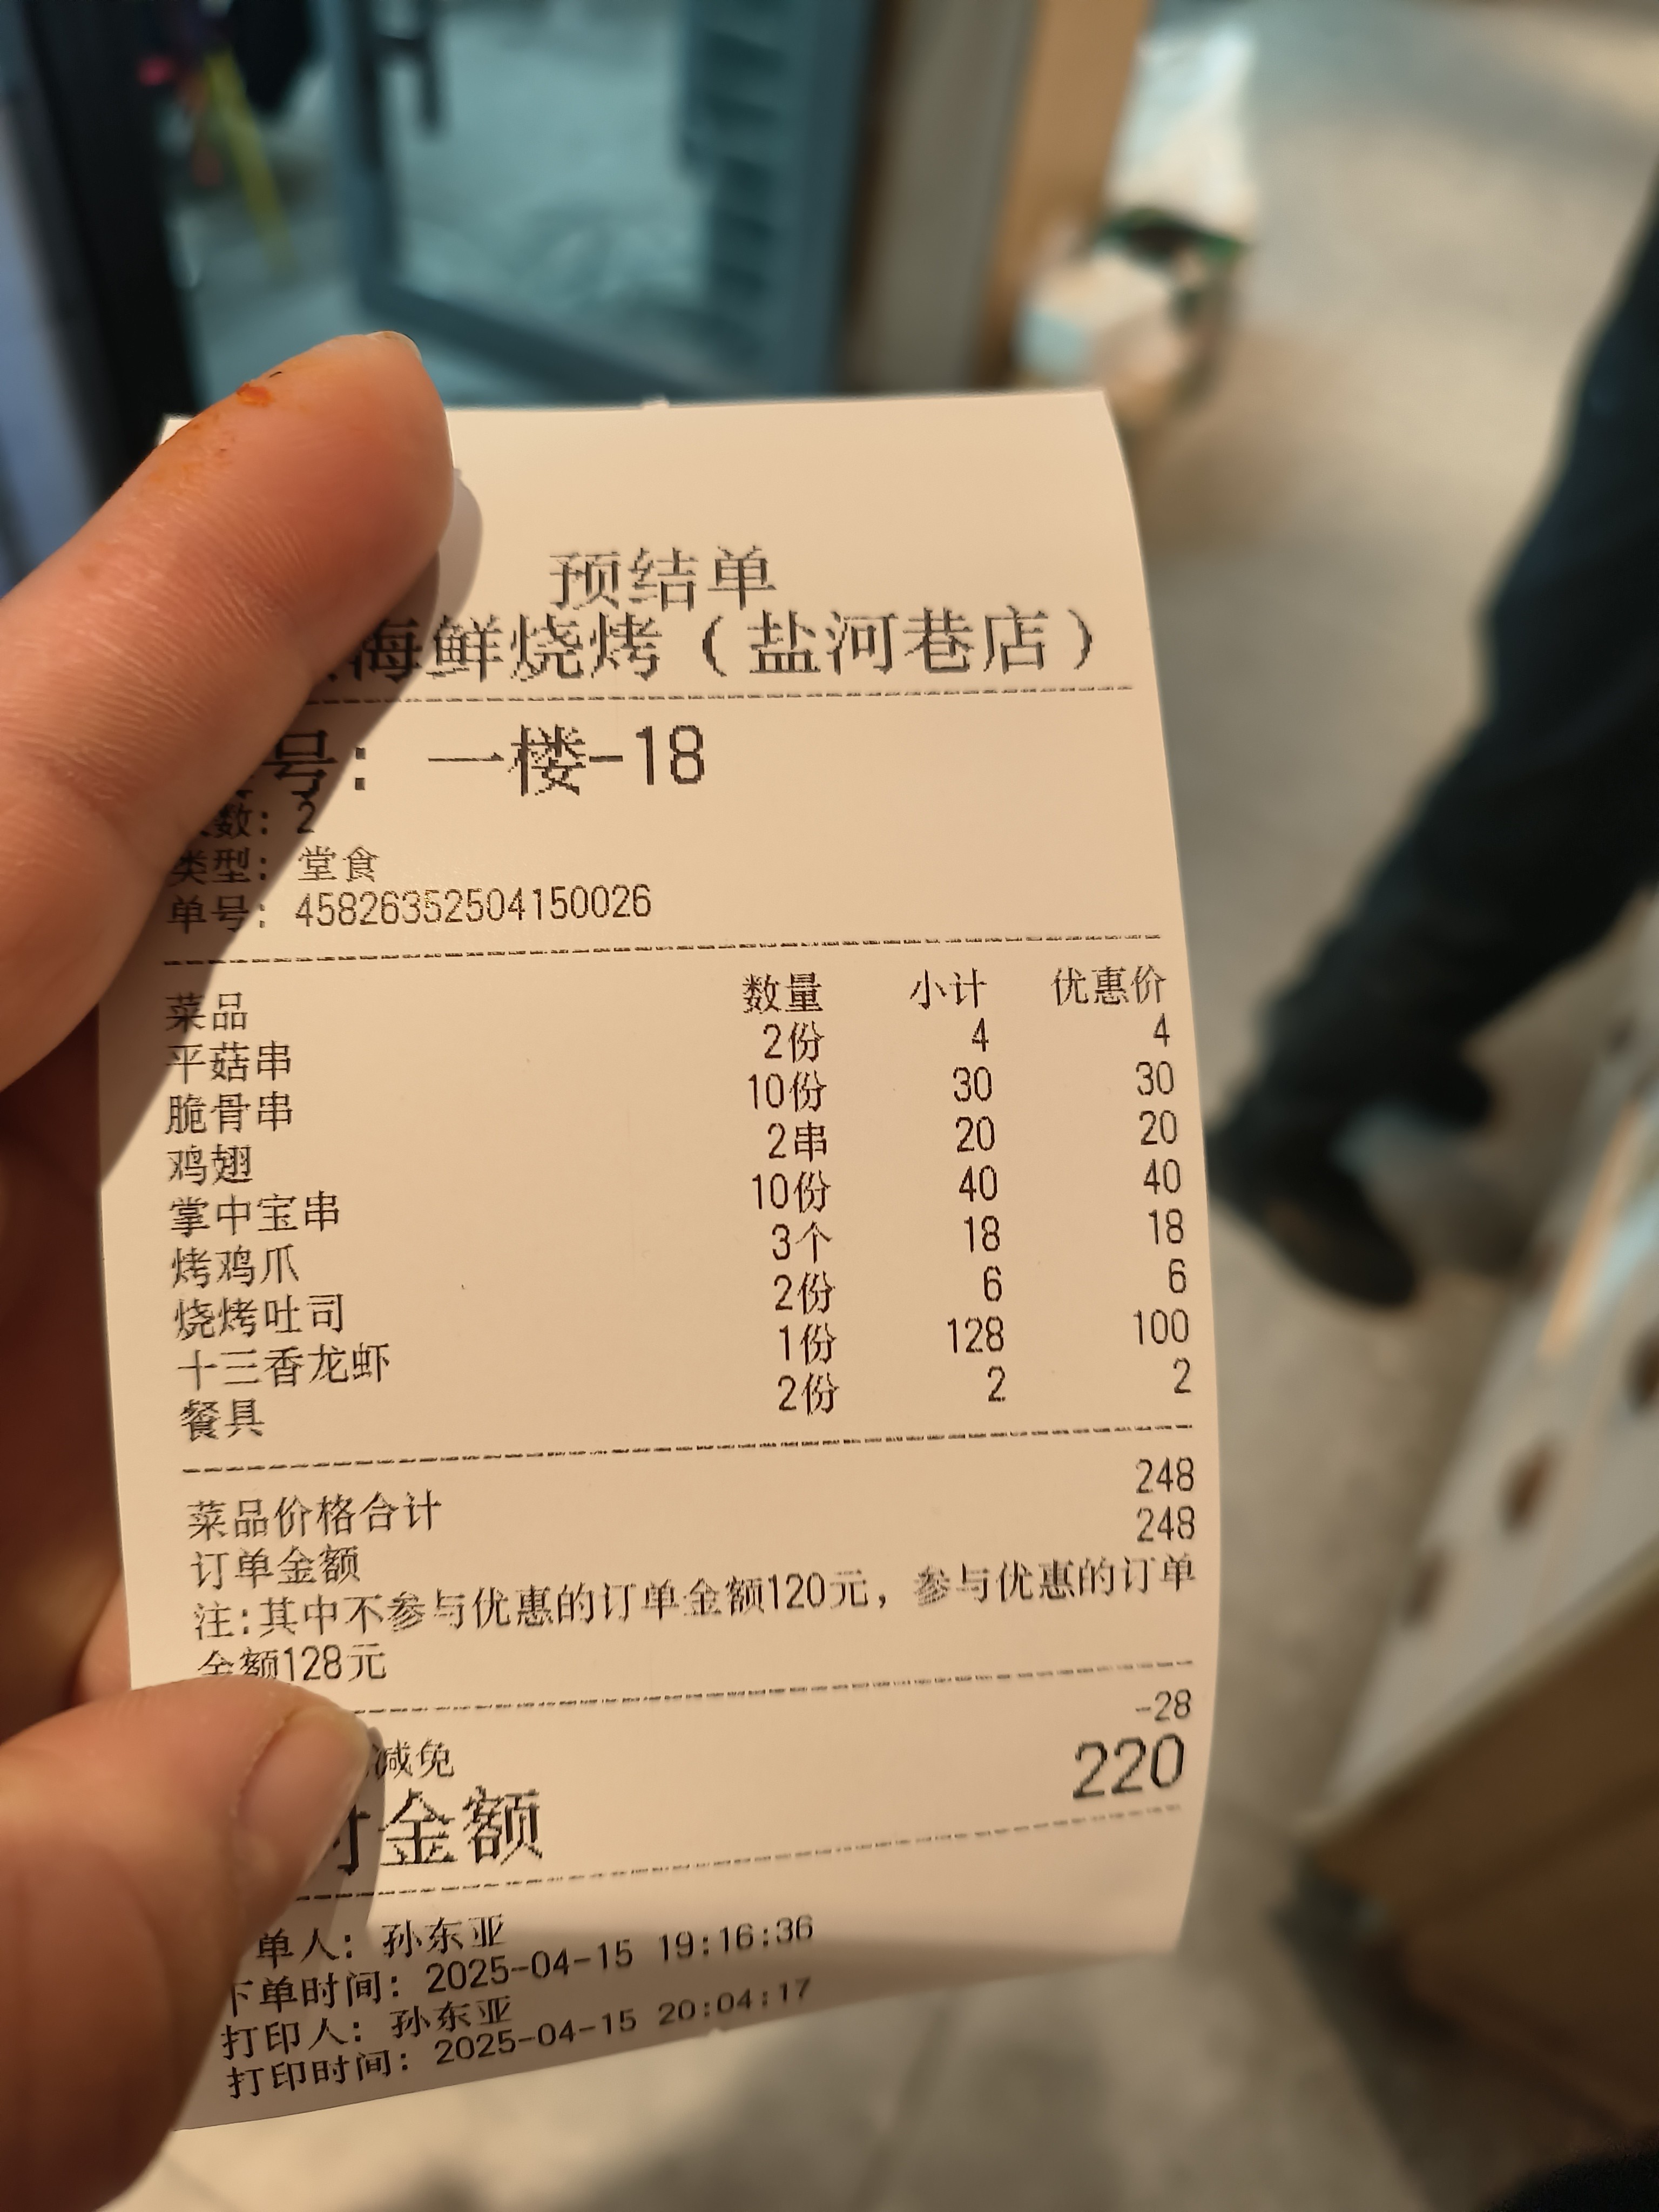 预结单
海鲜烧烤（盐河巷店）
号：一楼-18
数：2
类型：堂食
单号：45826352504150026
菜品 数量 小计 优惠价
平菇串 2份 4 4
脆骨串 10份 30 30
鸡翅 2串 20 20
掌中宝串 10份 40 40
烤鸡爪 3个 18 18
烧烤吐司 2份 6 6
十三香龙虾 1份 128 100
餐具 2份 2 2
菜品价格合计 248
订单金额 248
注:其中不参与优惠的订单金额120元，参与优惠的订单
金额128元
减免 -28
付金额 220
单人：孙东亚
下单时间：2025-04-15 19:16:36
打印人：孙东亚
打印时间：2025-04-15 20:04:17